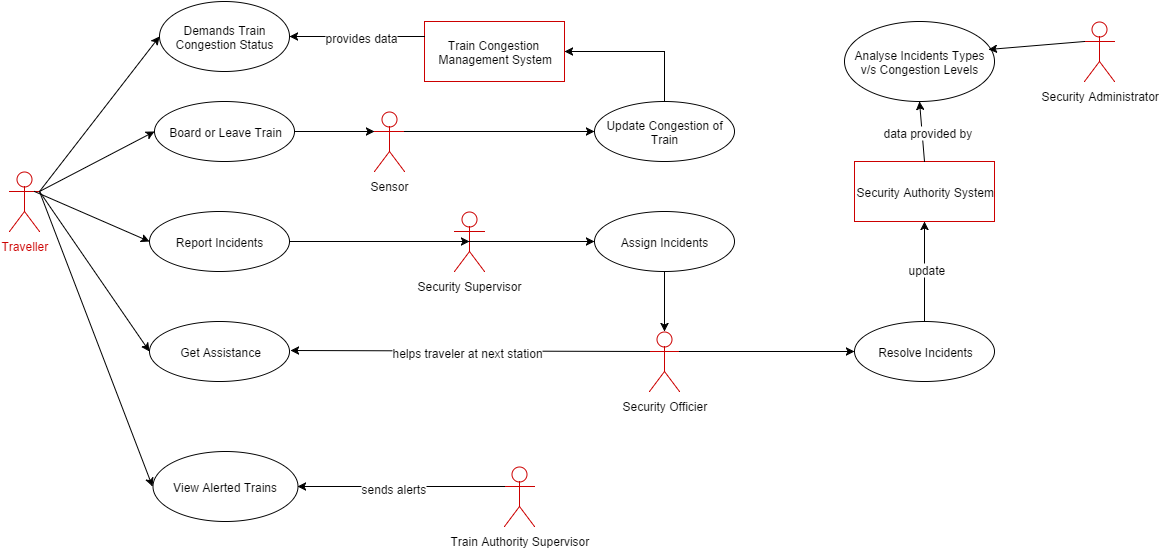 Demands Train
Congestion Status
provides data
Train Congestion
Management System
Analyse Incidents Types
v/s Congestion Levels
Security Administrator
Board or Leave Train
Sensor
Update Congestion of
Train
data provided by
Security Authority System
Traveller
Report Incidents
Security Supervisor
Assign Incidents
update
Get Assistance
helps traveler at next station
Security Officier
Resolve Incidents
View Alerted Trains
sends alerts
Train Authority Supervisor